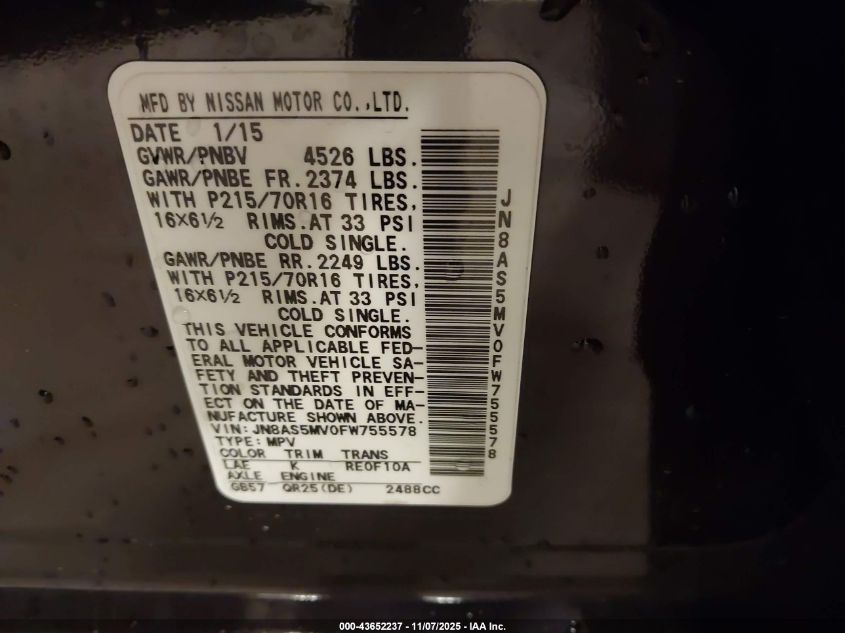 MFD BY NISSAN MOTOR CO.,LTD.
DATE 1/15
GVWR/PNBV 4526 LBS.
GAWR/PNBE FR.2374 LBS.
WITH P215/70R16 TIRES,
16X6½ RIMS.AT 33 PSI
COLD SINGLE.
GAWR/PNBE RR.2249 LBS.
WITH P215/70R16 TIRES,
16X6½ RIMS.AT 33 PSI
COLD SINGLE.
THIS VEHICLE CONFORMS
TO ALL APPLICABLE FED-
ERAL MOTOR VEHICLE SA-
FETY AND THEFT PREVEN-
TION STANDARDS IN EFF-
ECT ON THE DATE OF MA-
NUFACTURE SHOWN ABOVE.
VIN: JN8AS5MV0FW755578
TYPE: MPV
COLOR TRIM TRANS
LAE K RE0F10A
AXLE ENGINE
GB57 QR25(DE) 2488CC
JN8AS5MV0FW755578
000-43652237 - 11/07/2025 - IAA Inc.